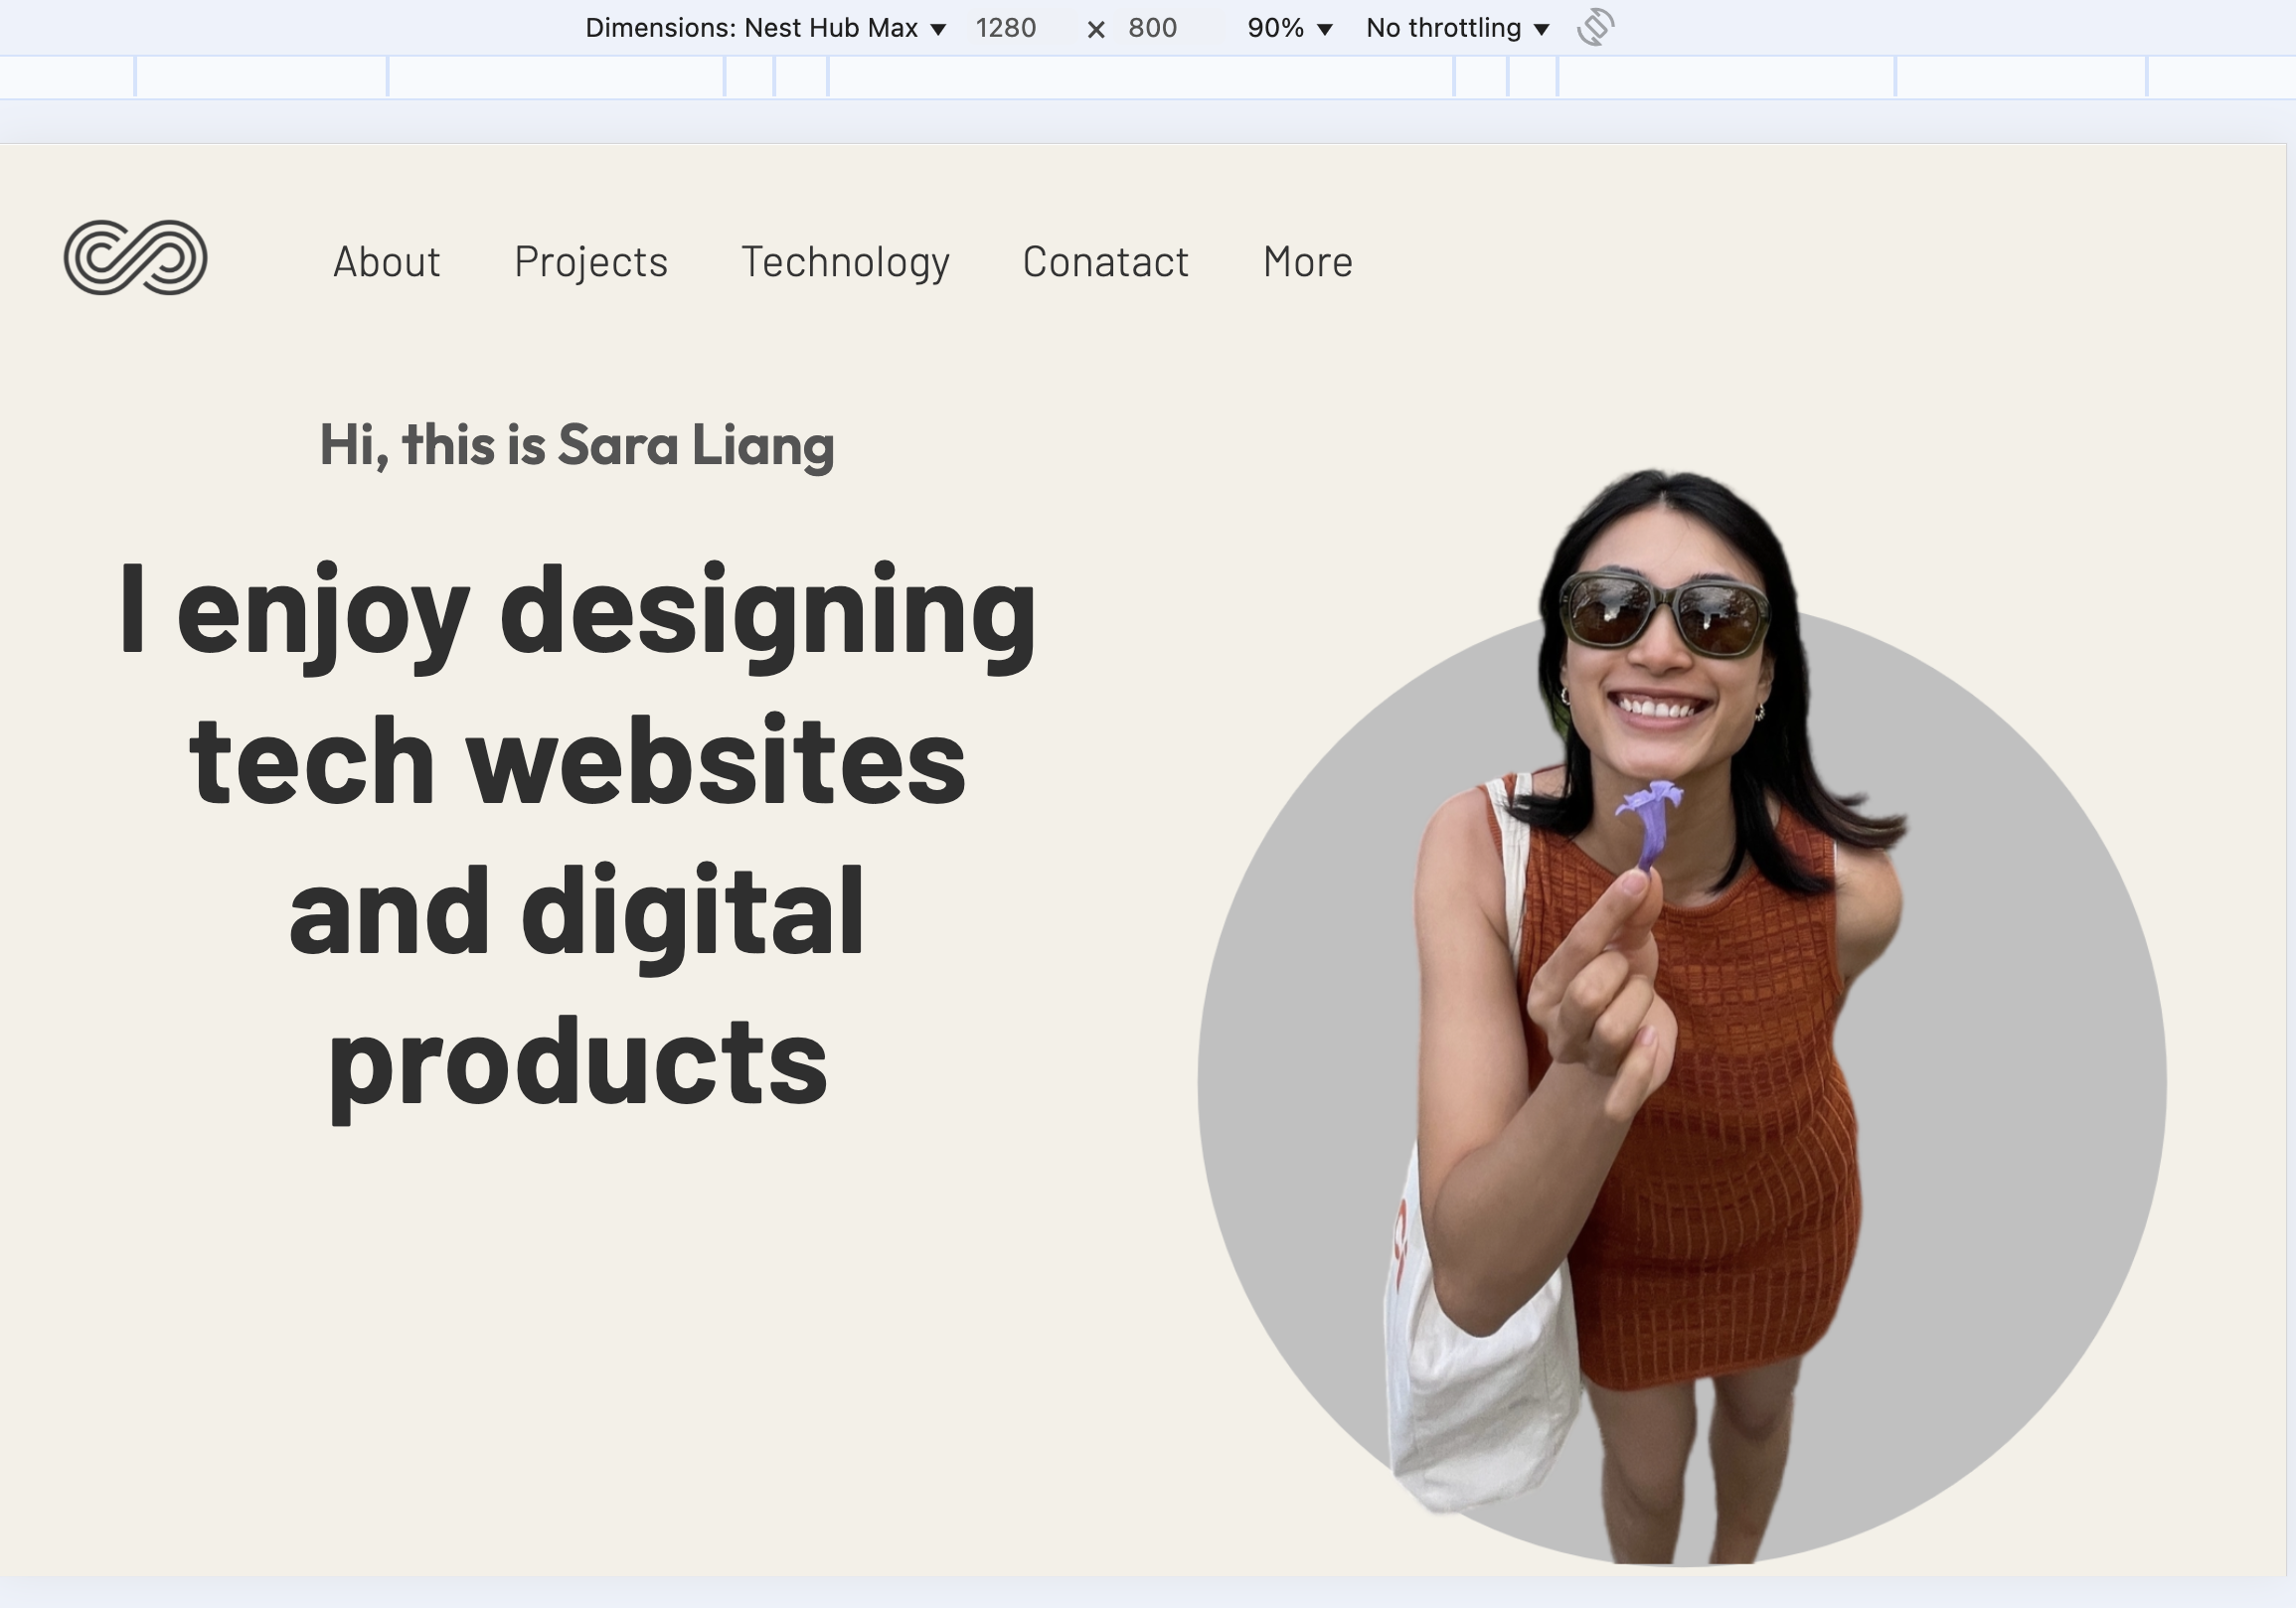 Dimensions: Nest Hub Max ▼ 1280 × 800 90% ▼ No throttling ▼
About Projects Technology Conatact More
Hi, this is Sara Liang
I enjoy designing
tech websites
and digital
products